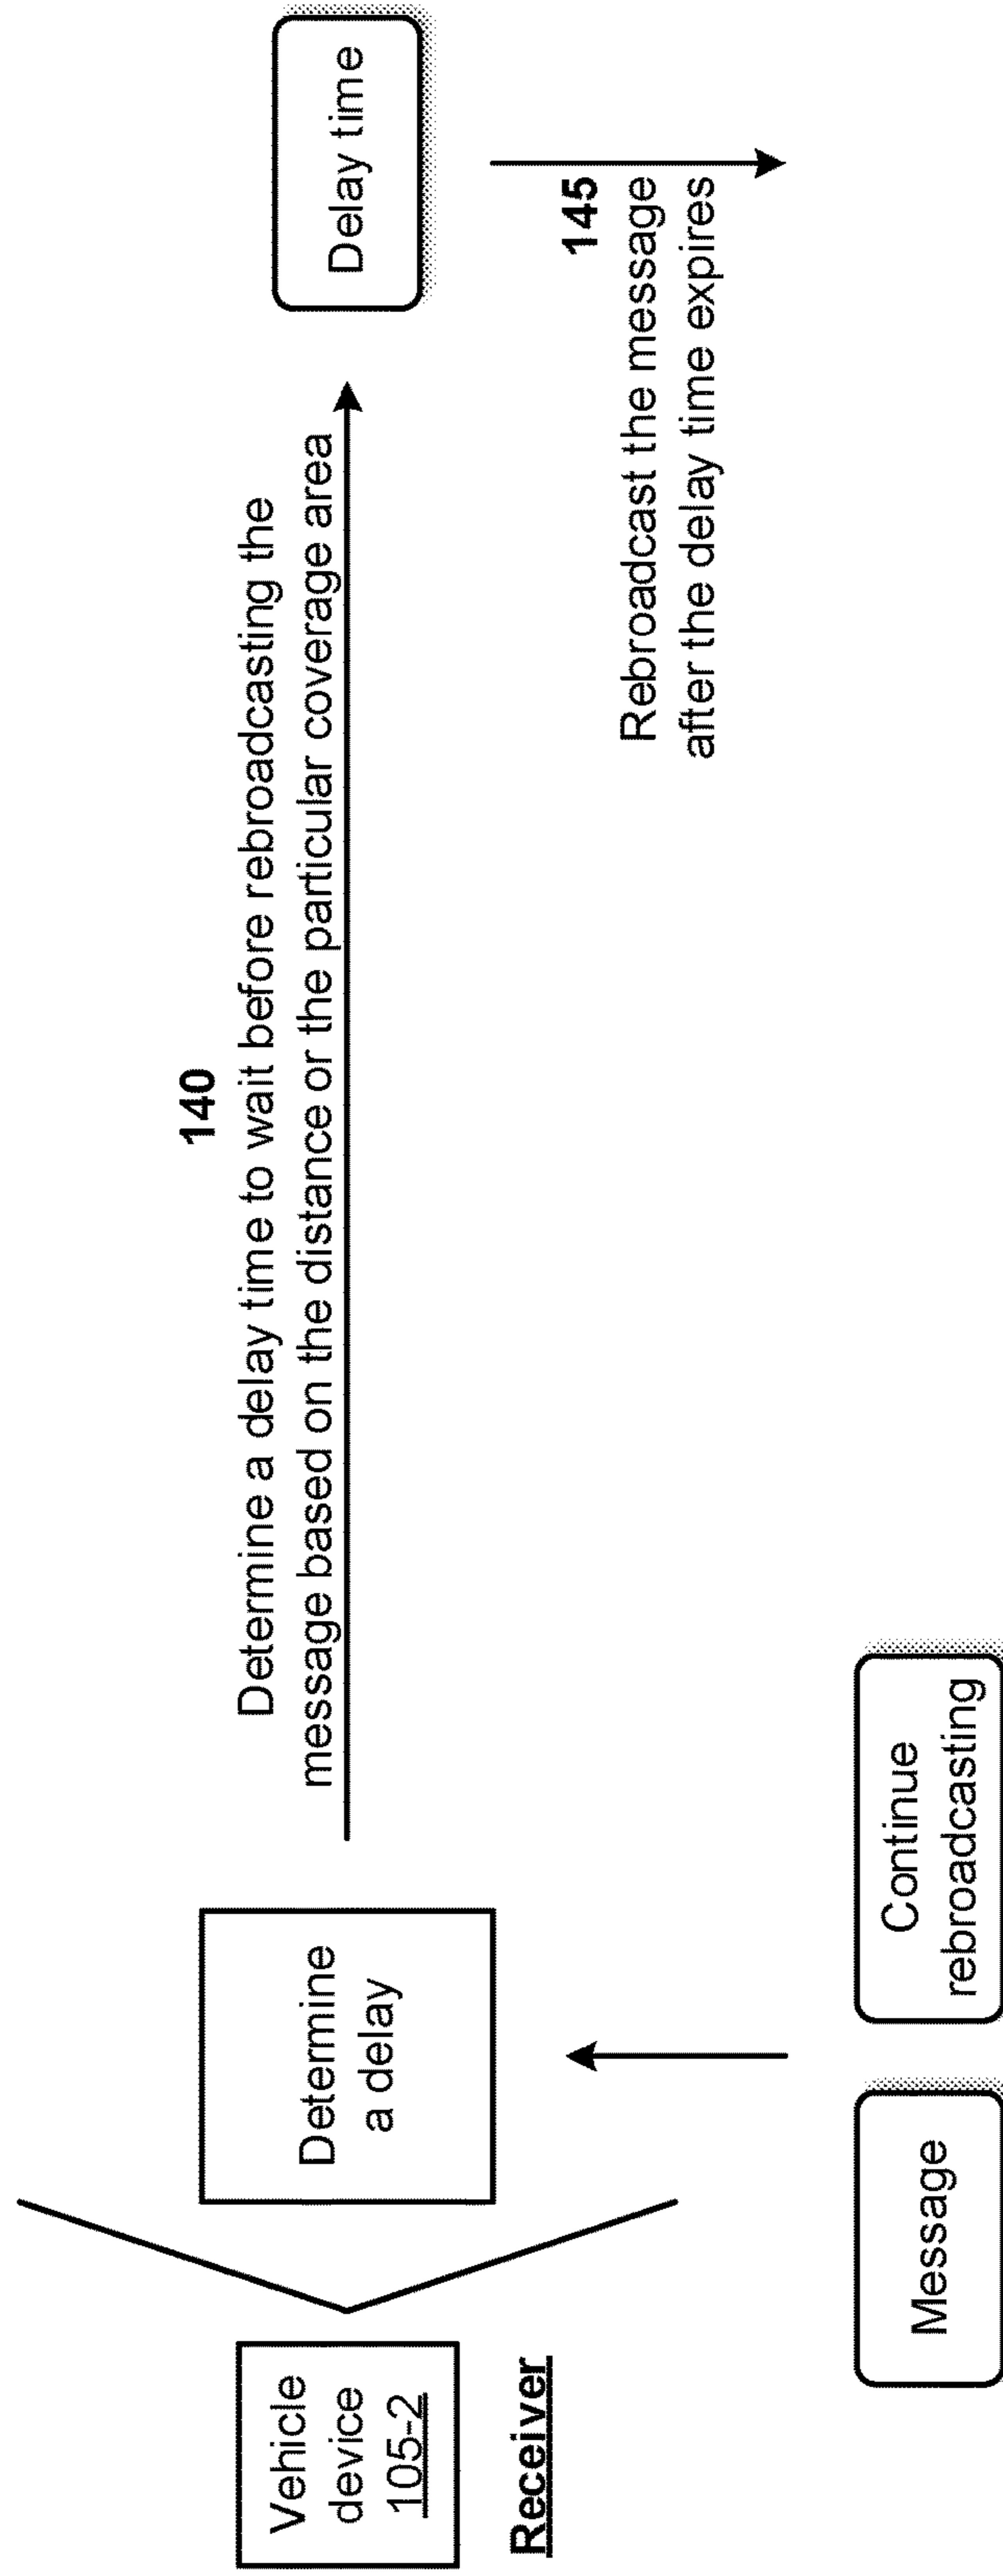 140
Determine a delay time to wait before rebroadcasting the
message based on the distance or the particular coverage area
Vehicle
device
105-2
Receiver
Determine
a delay
Delay time
145
Rebroadcast the message
after the delay time expires
Message
Continue
rebroadcasting